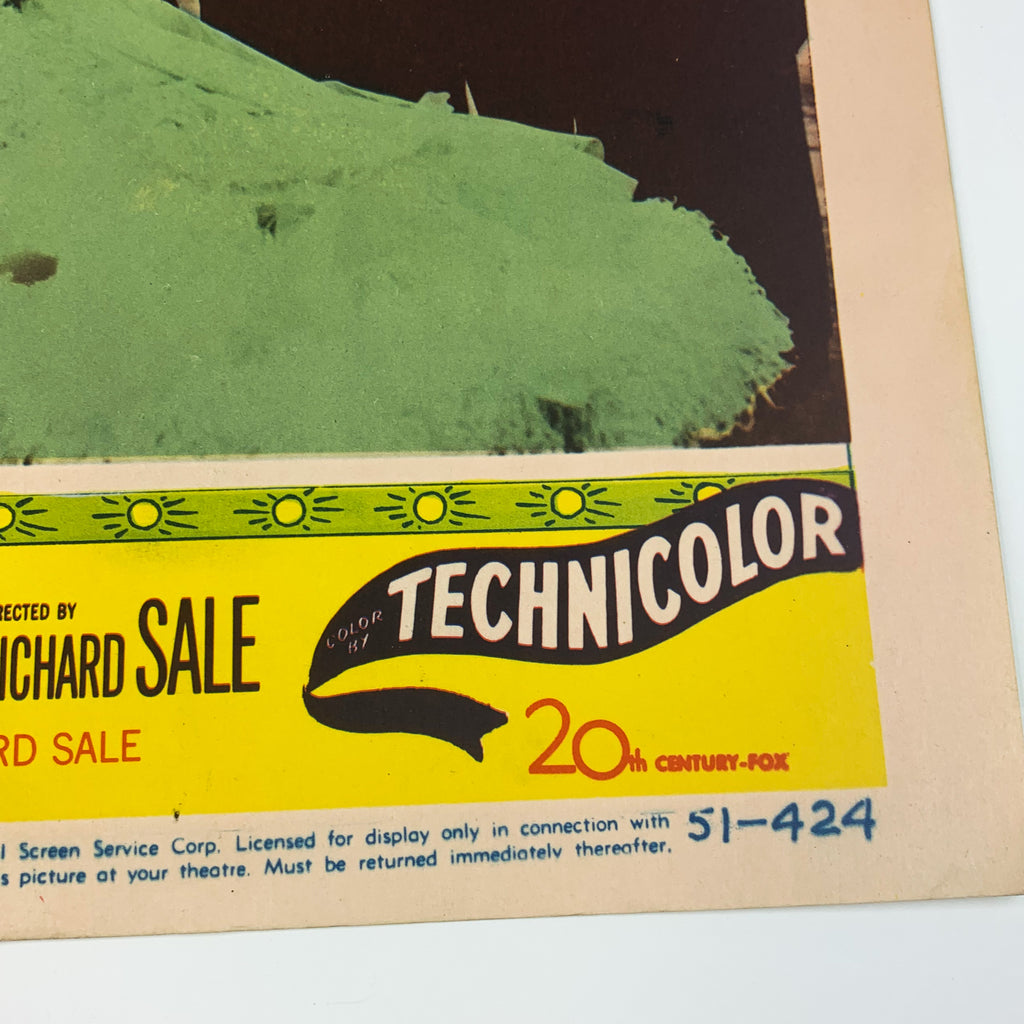 TECHNICOLOR
COLOR
BY
RECTED BY
ICHARD SALE
RD SALE
20th CENTURY-FOX
l Screen Service Corp. Licensed for display only in connection with
s picture at your theatre. Must be returned immediately thereafter.
51-424